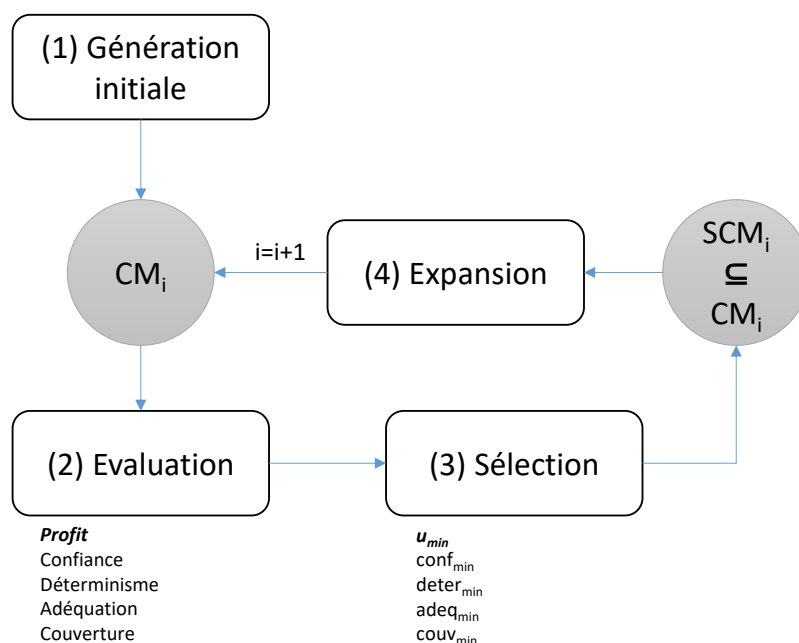 (1) Génération
initiale
CMi
i=i+1
(4) Expansion
SCMi
⊆
CMi
(2) Evaluation
(3) Sélection
Profit
Confiance
Déterminisme
Adéquation
Couverture
umin
confmin
determin
adeqmin
couvmin